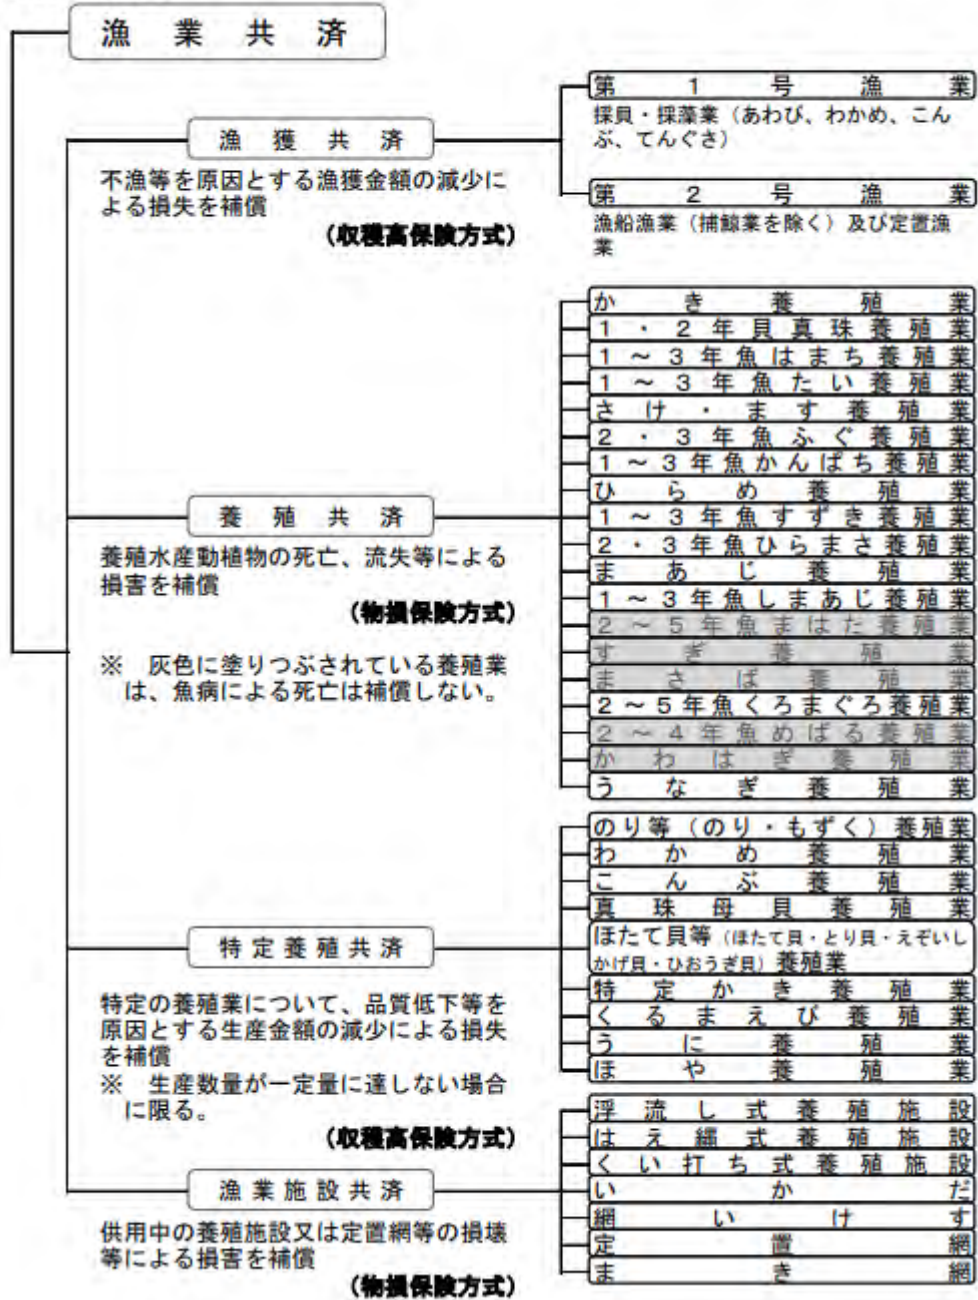 漁業共済
漁獲共済
不漁等を原因とする漁獲金額の減少に
よる損失を補償
(収穫高保険方式)
第1号漁業
採貝・採藻業（あわび、わかめ、こん
ぶ、てんぐさ）
第2号漁業
漁船漁業（捕鯨業を除く）及び定置漁
業
養殖共済
養殖水産動植物の死亡、流失等による
損害を補償
(物損保険方式)
※　灰色に塗りつぶされている養殖業
は、魚病による死亡は補償しない。
かき養殖業
1・2年貝真珠養殖業
1～3年魚はまち養殖業
1～3年魚たい養殖業
さけ・ます養殖業
2・3年魚ふぐ養殖業
1～3年魚かんぱち養殖業
ひらめ養殖業
1～3年魚すずき養殖業
2・3年魚ひらまさ養殖業
まあじ養殖業
1～3年魚しまあじ養殖業
2～5年魚まはた養殖業
すぎ養殖業
まさば養殖業
2～5年魚くろまぐろ養殖業
2～4年魚めばる養殖業
かわはぎ養殖業
うなぎ養殖業
特定養殖共済
特定の養殖業について、品質低下等を
原因とする生産金額の減少による損失
を補償
※　生産数量が一定量に達しない場合
に限る。
(収穫高保険方式)
のり等（のり・もずく）養殖業
わかめ養殖業
こんぶ養殖業
真珠母貝養殖業
ほたて貝等（ほたて貝・とり貝・えぞいし
かげ貝・ひおうぎ貝）養殖業
特定かき養殖業
くるまえび養殖業
うに養殖業
ほや養殖業
漁業施設共済
供用中の養殖施設又は定置網等の損壊
等による損害を補償
(物損保険方式)
浮流し式養殖施設
はえ縄式養殖施設
くい打ち式養殖施設
いかだ
網いけす
定置網
まき網